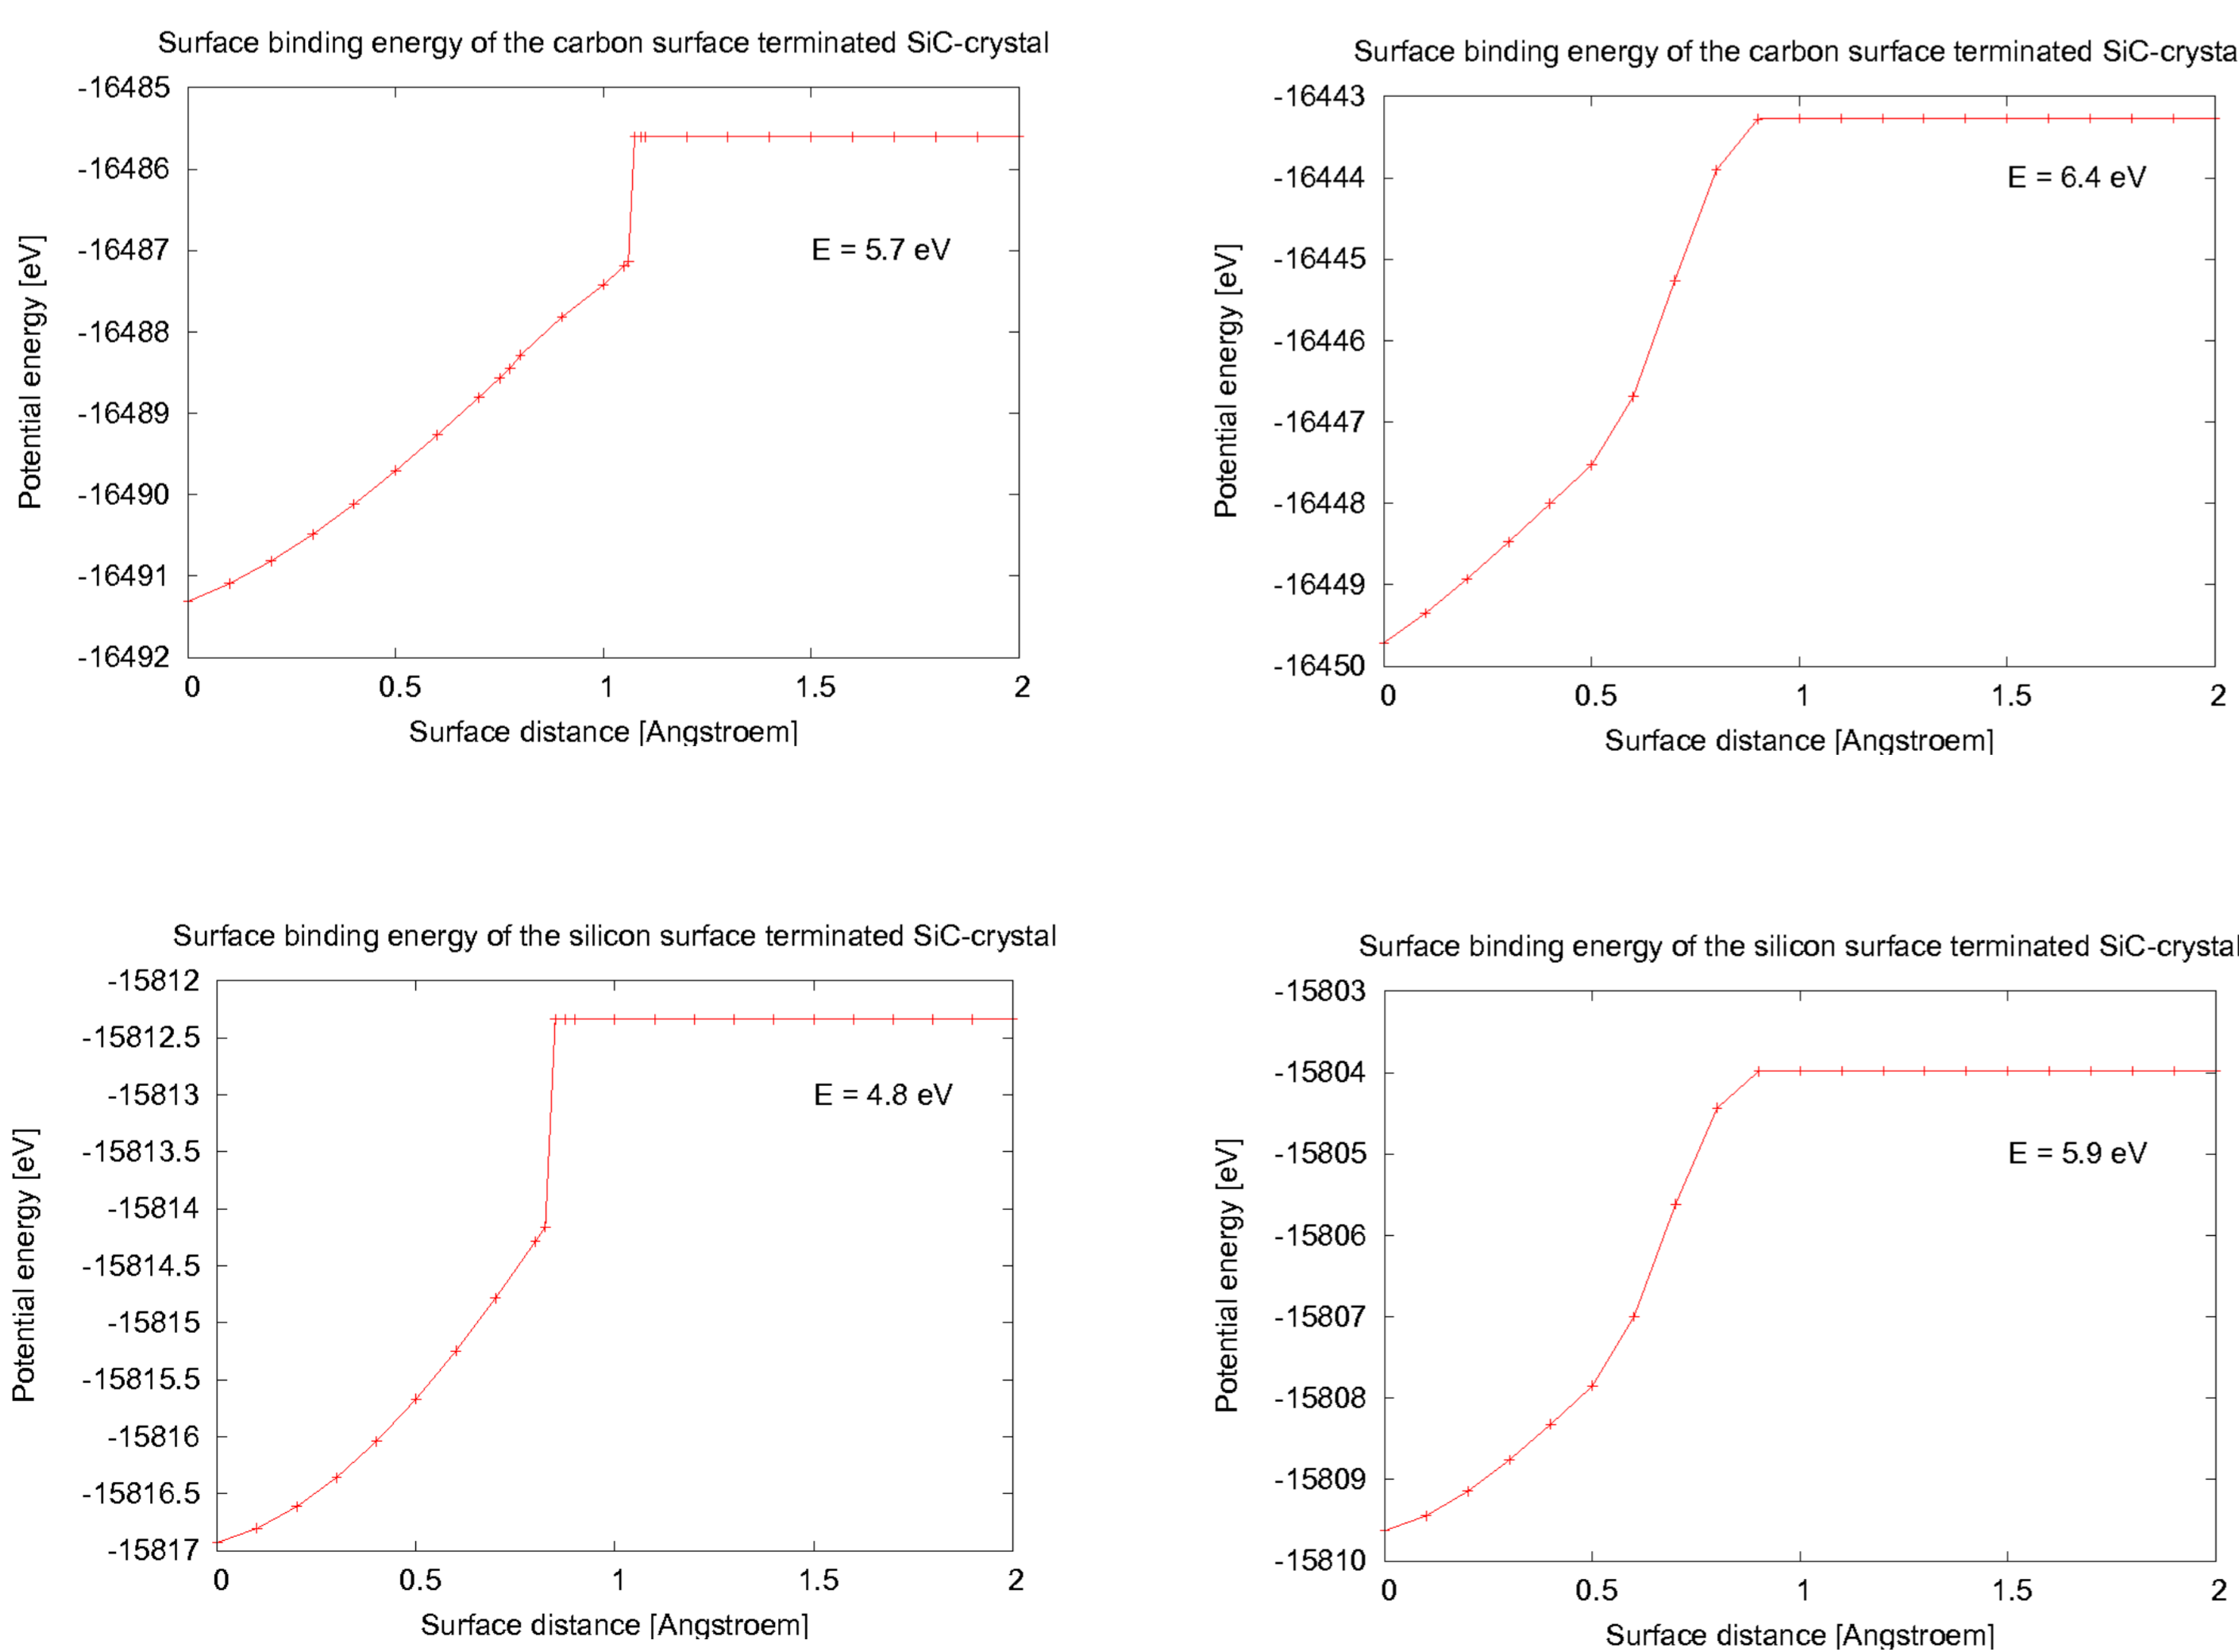 Surface binding energy of the carbon surface terminated SiC-crystal
-16485
-16486
-16487
-16488
-16489
-16490
-16491
-16492
Potential energy [eV]
E = 5.7 eV
0 0.5 1 1.5 2
Surface distance [Angstroem]
Surface binding energy of the carbon surface terminated SiC-crysta
-16443
-16444
-16445
-16446
-16447
-16448
-16449
-16450
Potential energy [eV]
E = 6.4 eV
0 0.5 1 1.5 2
Surface distance [Angstroem]
Surface binding energy of the silicon surface terminated SiC-crystal
-15812
-15812.5
-15813
-15813.5
-15814
-15814.5
-15815
-15815.5
-15816
-15816.5
-15817
Potential energy [eV]
E = 4.8 eV
0 0.5 1 1.5 2
Surface distance [Angstroem]
Surface binding energy of the silicon surface terminated SiC-crystal
-15803
-15804
-15805
-15806
-15807
-15808
-15809
-15810
Potential energy [eV]
E = 5.9 eV
0 0.5 1 1.5 2
Surface distance [Angstroem]